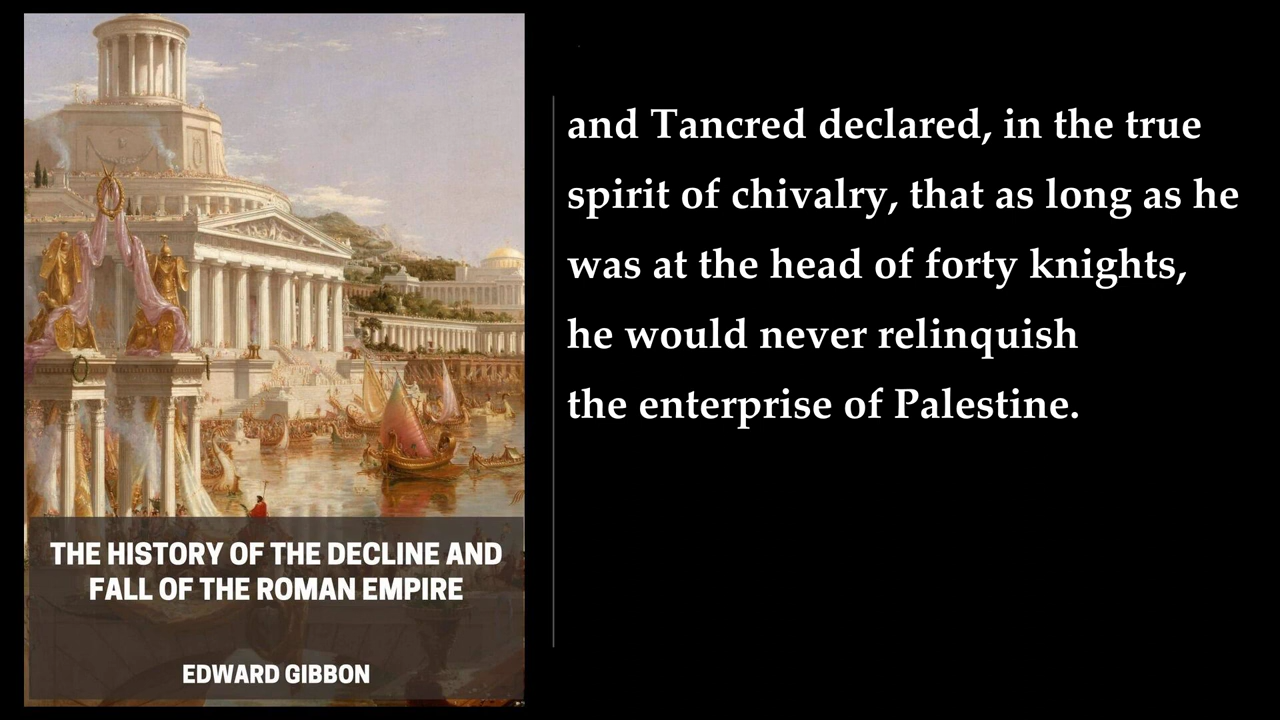 THE HISTORY OF THE DECLINE AND
FALL OF THE ROMAN EMPIRE
EDWARD GIBBON
and Tancred declared, in the true
spirit of chivalry, that as long as he
was at the head of forty knights,
he would never relinquish
the enterprise of Palestine.